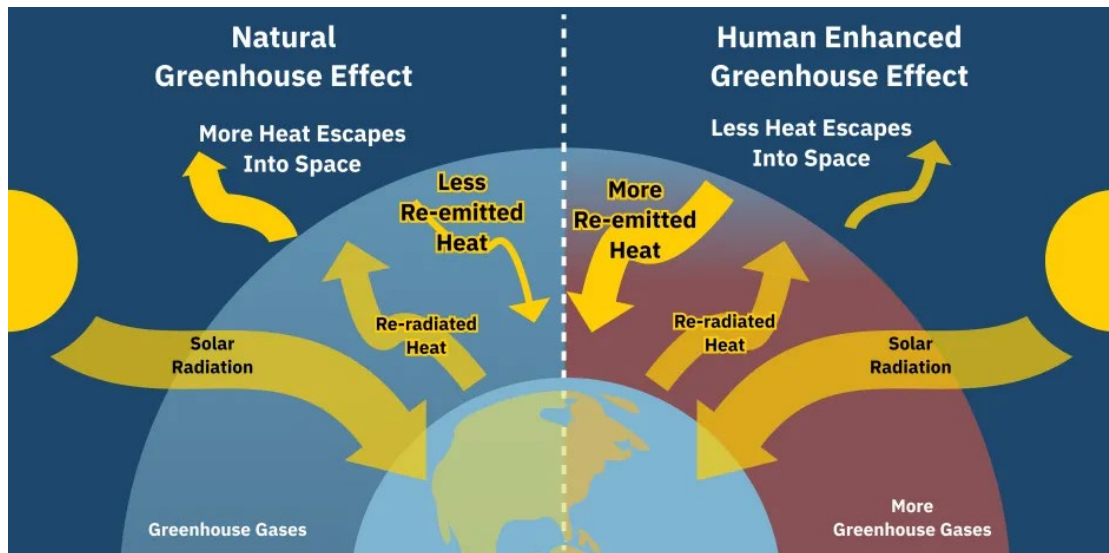 Natural
Greenhouse Effect
More Heat Escapes
Into Space
Less
Re-emitted
Heat
Re-radiated
Heat
Solar
Radiation
Greenhouse Gases
Human Enhanced
Greenhouse Effect
Less Heat Escapes
Into Space
More
Re-emitted
Heat
Re-radiated
Heat
Solar
Radiation
More
Greenhouse Gases